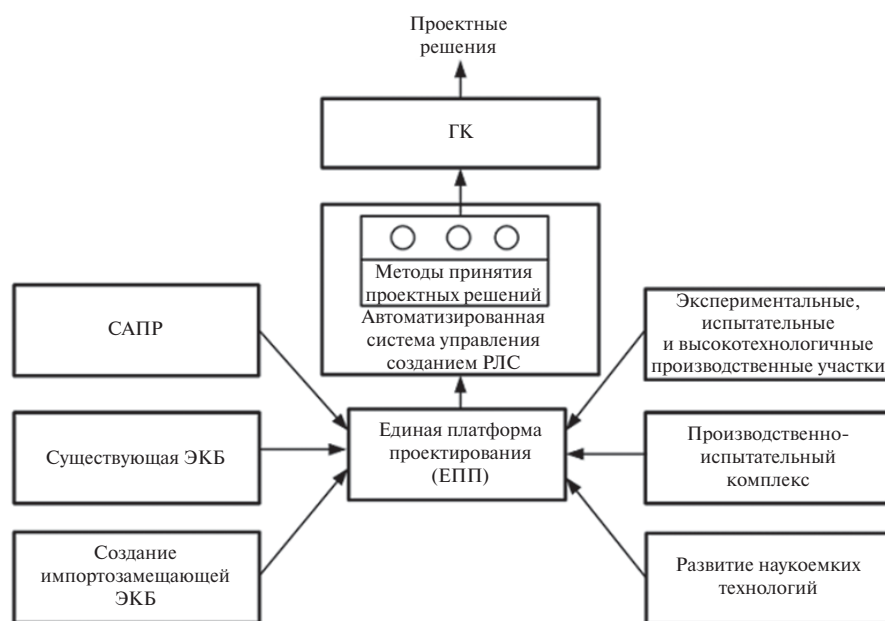 Проектные
решения
ГК
Методы принятия
проектных решений
Автоматизированная
система управления
созданием РЛС
САПР
Экспериментальные,
испытательные
и высокотехнологичные
производственные участки
Существующая ЭКБ
Единая платформа
проектирования
(ЕПП)
Производственно-
испытательный
комплекс
Создание
импортозамещающей
ЭКБ
Развитие наукоемких
технологий